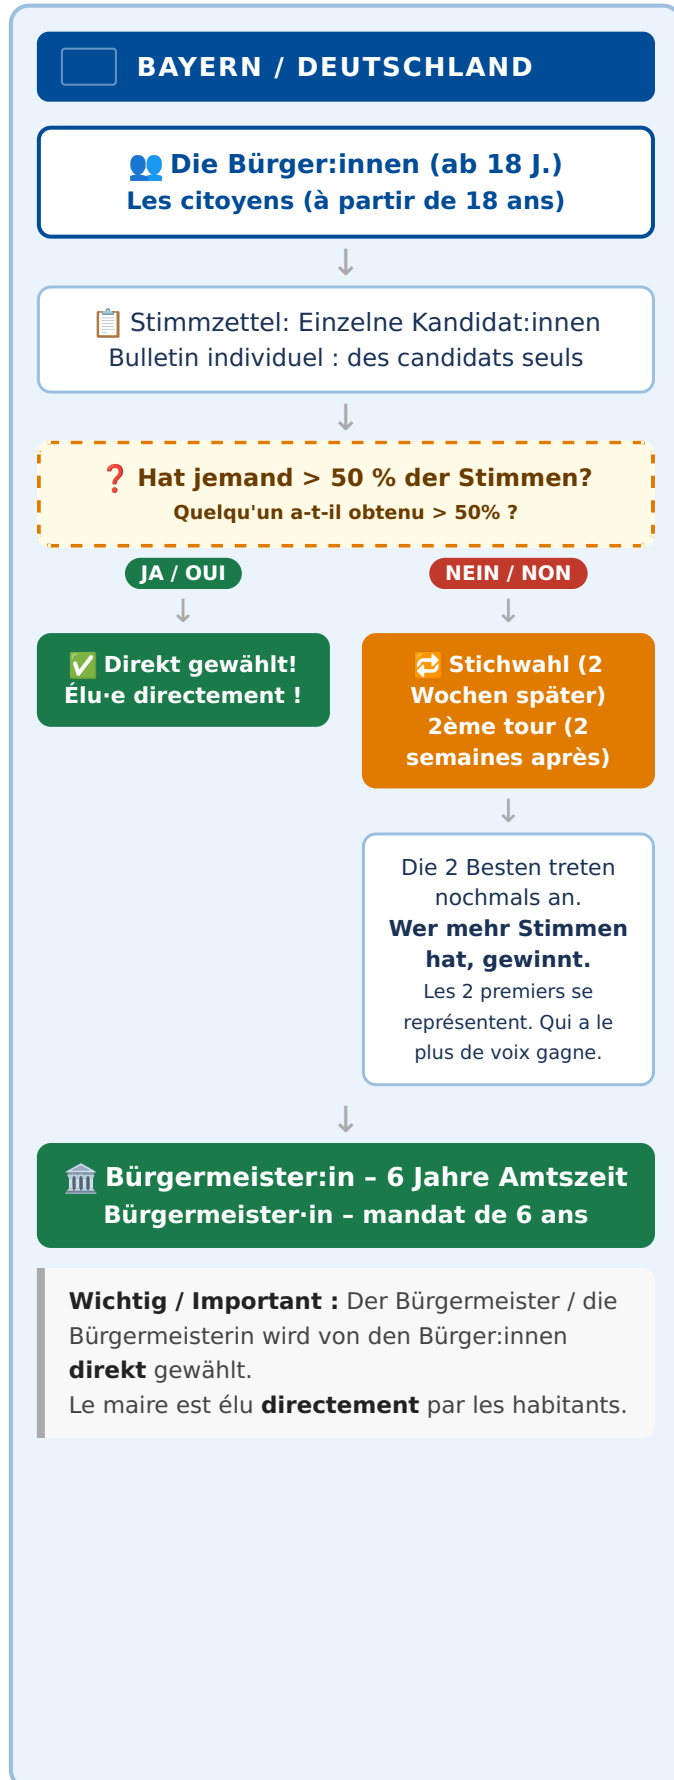 BAYERN / DEUTSCHLAND
👥 Die Bürger:innen (ab 18 J.)
Les citoyens (à partir de 18 ans)
↓
📋 Stimmzettel: Einzelne Kandidat:innen
Bulletin individuel : des candidats seuls
↓
❓ Hat jemand > 50 % der Stimmen?
Quelqu'un a-t-il obtenu > 50% ?
JA / OUI
↓
✅ Direkt gewählt!
Élu·e directement !
NEIN / NON
↓
🔁 Stichwahl (2
Wochen später)
2ème tour (2
semaines après)
↓
Die 2 Besten treten
nochmals an.
Wer mehr Stimmen
hat, gewinnt.
Les 2 premiers se
représentent. Qui a le
plus de voix gagne.
↓
🏛️ Bürgermeister:in – 6 Jahre Amtszeit
Bürgermeister·in – mandat de 6 ans
Wichtig / Important : Der Bürgermeister / die
Bürgermeisterin wird von den Bürger:innen
direkt gewählt.
Le maire est élu directement par les habitants.